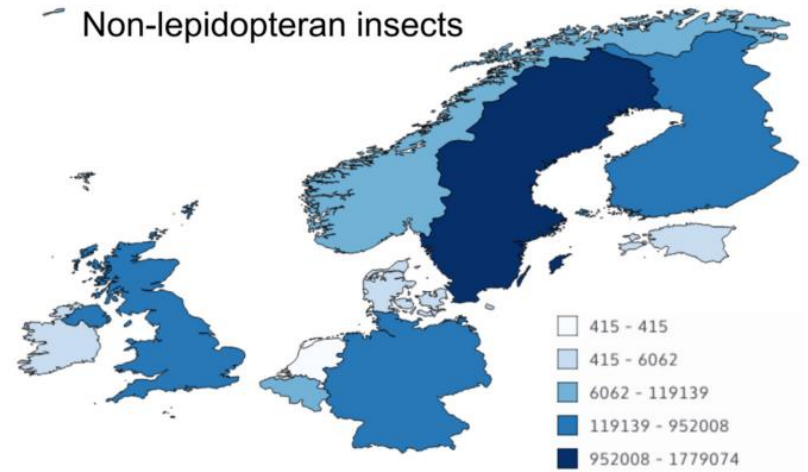 Non-lepidopteran insects
415 - 415
415 - 6062
6062 - 119139
119139 - 952008
952008 - 1779074